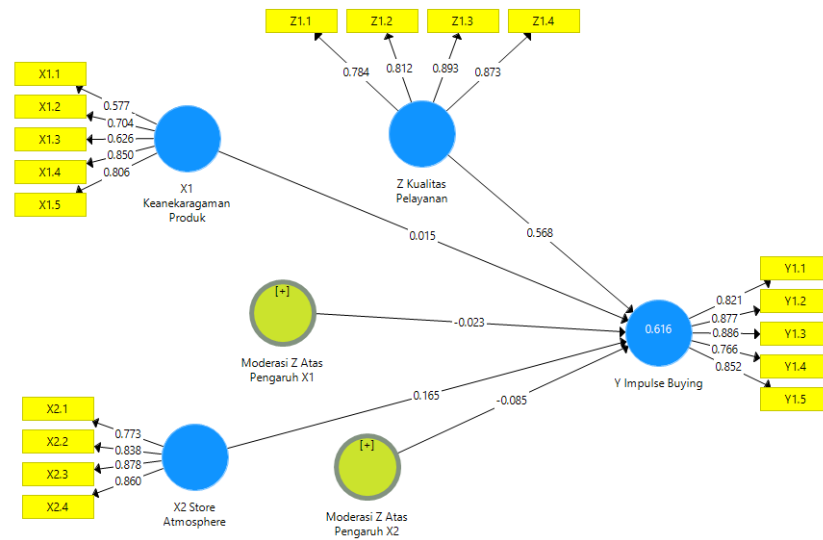 Z1.1
Z1.2
Z1.3
Z1.4
0.784
0.812
0.893
0.873
Z Kualitas
Pelayanan
X1.1
X1.2
X1.3
X1.4
X1.5
0.577
0.704
0.626
0.850
0.806
X1
Keanekaragaman
Produk
0.015
0.568
[+]
Moderasi Z Atas
Pengaruh X1
-0.023
0.616
Y Impulse Buying
0.821
0.877
0.886
0.766
0.852
Y1.1
Y1.2
Y1.3
Y1.4
Y1.5
0.165
-0.085
X2.1
X2.2
X2.3
X2.4
0.773
0.838
0.878
0.860
X2 Store
Atmosphere
[+]
Moderasi Z Atas
Pengaruh X2